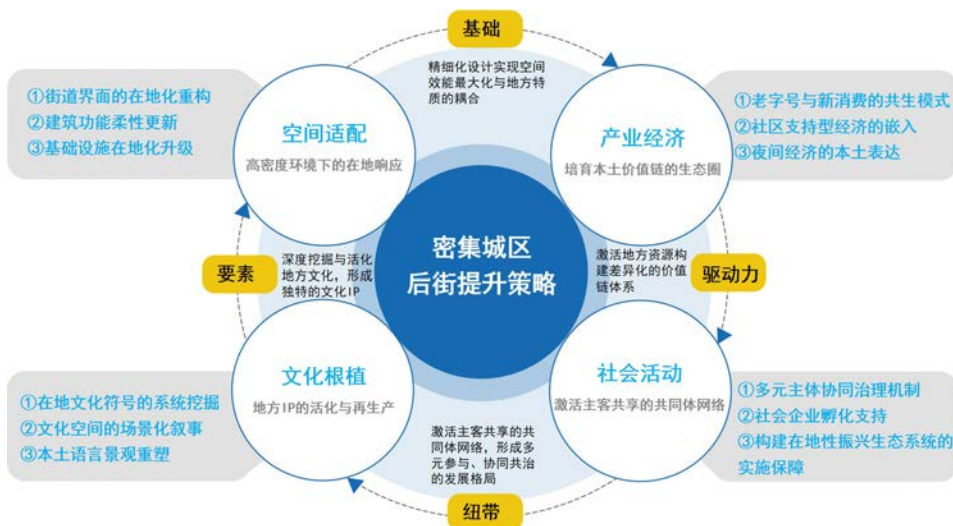 基础
精细化设计实现空间
效能最大化与地方特
质的耦合
①街道界面的在地化重构
②建筑功能柔性更新
③基础设施在地化升级
空间适配
高密度环境下的在地响应
产业经济
培育本土价值链的生态圈
①老字号与新消费的共生模式
②社区支持型经济的嵌入
③夜间经济的本土表达
密集城区
后街提升策略
要素
深度挖掘与活化
地方文化，形成
独特的文化IP
激活地方资源构
建差异化的价值
链体系
驱动力
①在地文化符号的系统挖掘
②文化空间的场景化叙事
③本土语言景观重塑
文化根植
地方IP的活化与再生产
社会活动
激活主客共享的共同体网络
①多元主体协同治理机制
②社会企业孵化支持
③构建在地性振兴生态系统的
实施保障
激活主客共享的共
同体网络，形成多
元参与、协同共治
的发展格局
纽带